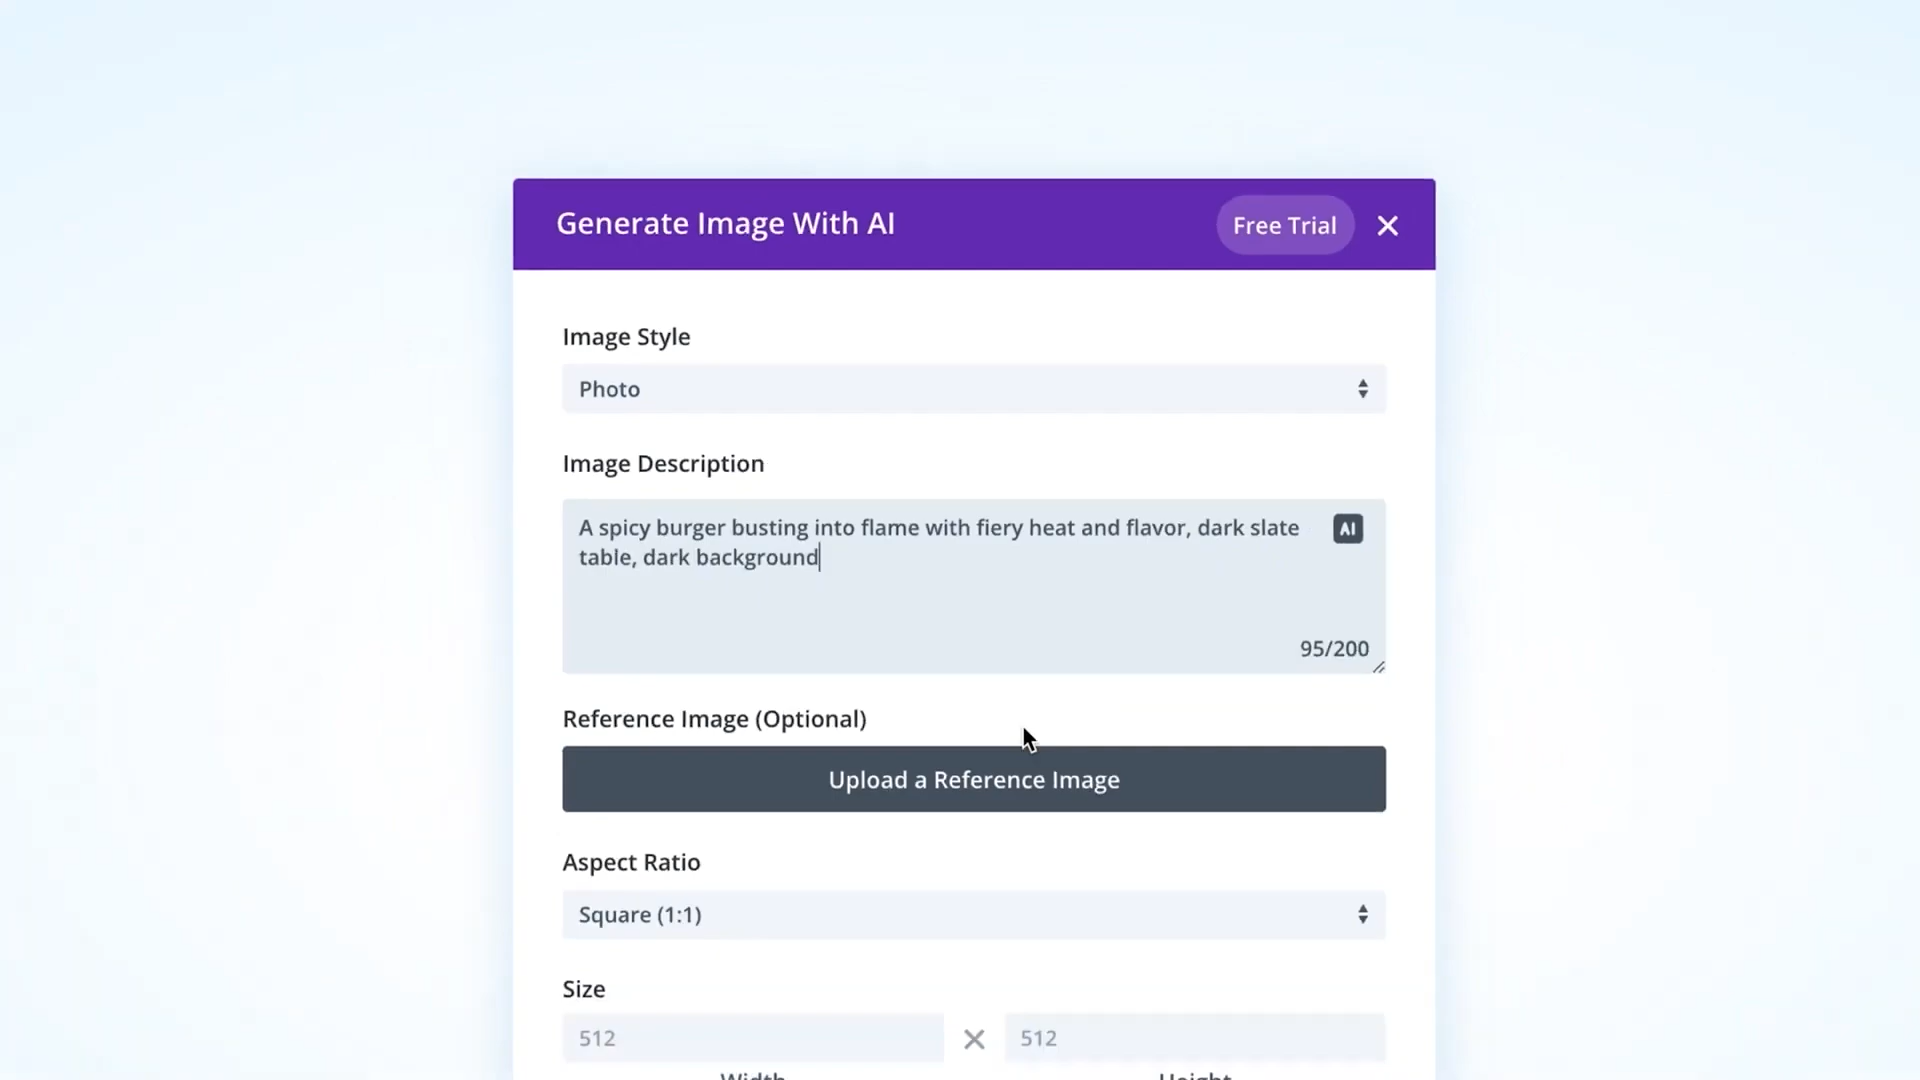 Generate Image With AI
Free Trial
Image Style
Photo
Image Description
A spicy burger busting into flame with fiery heat and flavor, dark slate
table, dark background
AI
95/200
Reference Image (Optional)
Upload a Reference Image
Aspect Ratio
Square (1:1)
Size
512
512
Width
Height